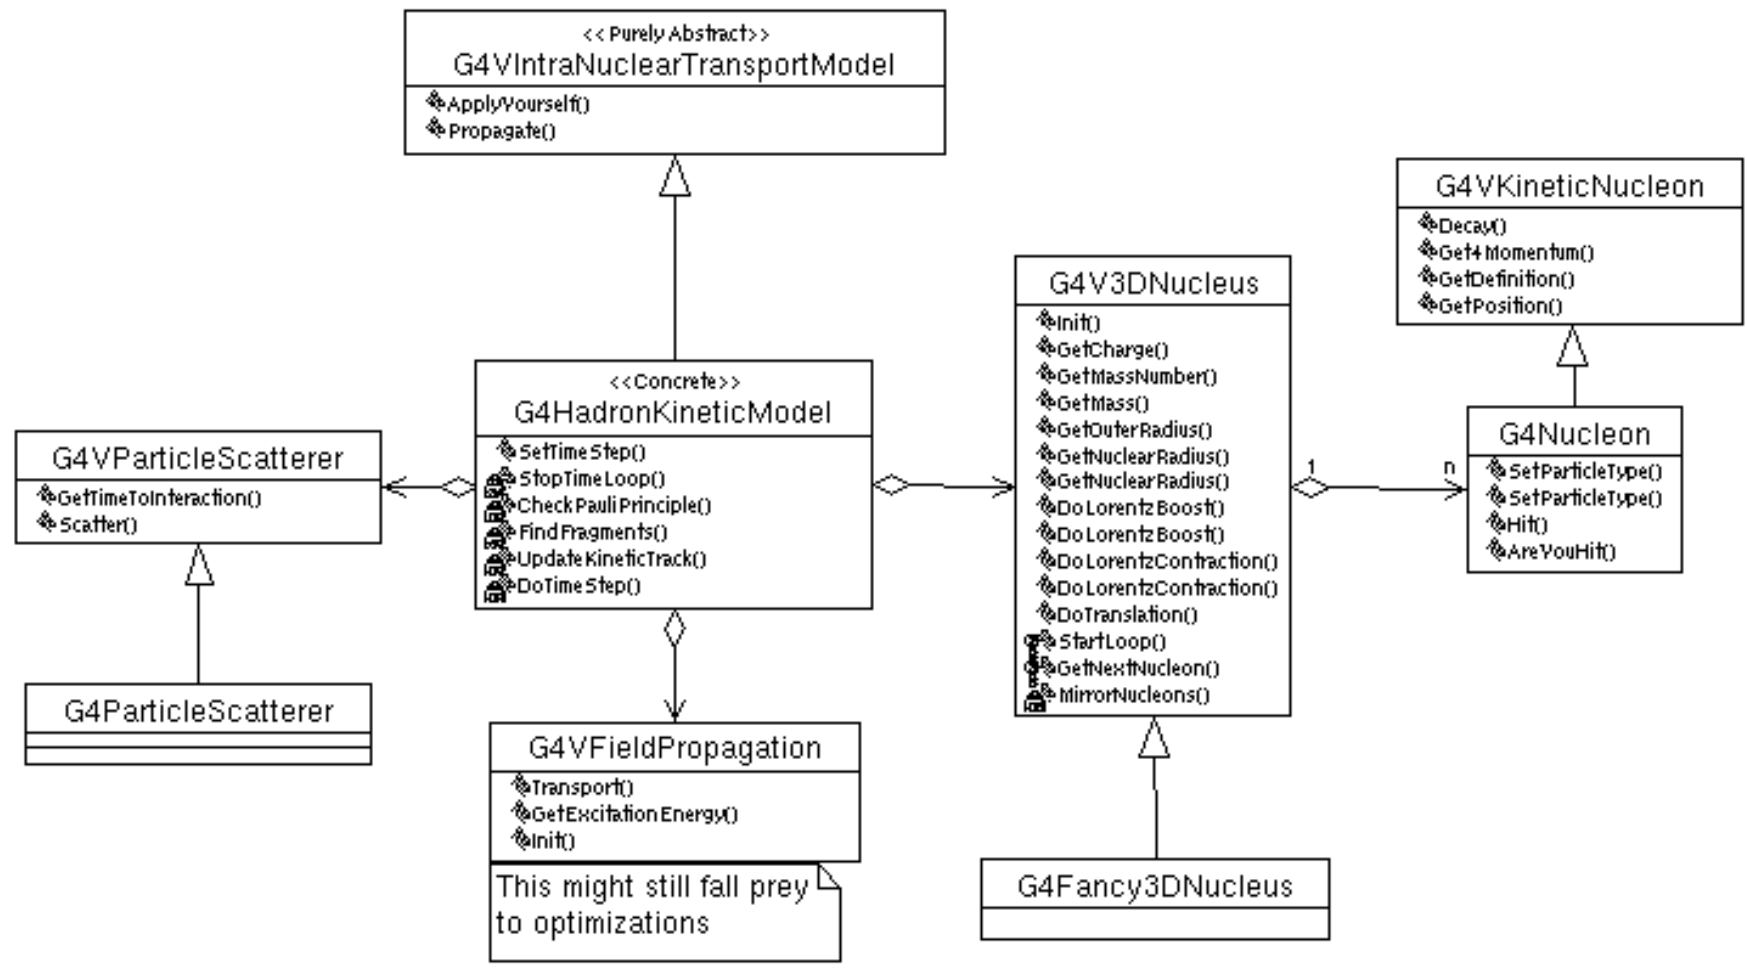 <<Purely Abstract>>
G4VIntraNuclearTransportModel
ApplyYourself()
Propagate()
G4VKineticNucleon
Decay()
Get4Momentum()
GetDefinition()
GetPosition()
G4V3DNucleus
Init()
GetCharge()
GetMassNumber()
GetMass()
GetOuterRadius()
GetNuclearRadius()
GetNuclearRadius()
DoLorentzBoost()
DoLorentzBoost()
DoLorentzContraction()
DoLorentzContraction()
DoTranslation()
StartLoop()
GetNextNucleon()
MirrorNucleons()
<<Concrete>>
G4HadronKineticModel
SetTimeStep()
StopTimeLoop()
CheckPauliPrinciple()
FindFragments()
UpdateKineticTrack()
DoTimeStep()
G4VParticleScatterer
GetTimeToInteraction()
Scatter()
1
n
G4Nucleon
SetParticleType()
SetParticleType()
Hit()
AreYouHit()
G4ParticleScatterer
G4VFieldPropagation
Transport()
GetExcitationEnergy()
Init()
This might still fall prey
to optimizations
G4Fancy3DNucleus